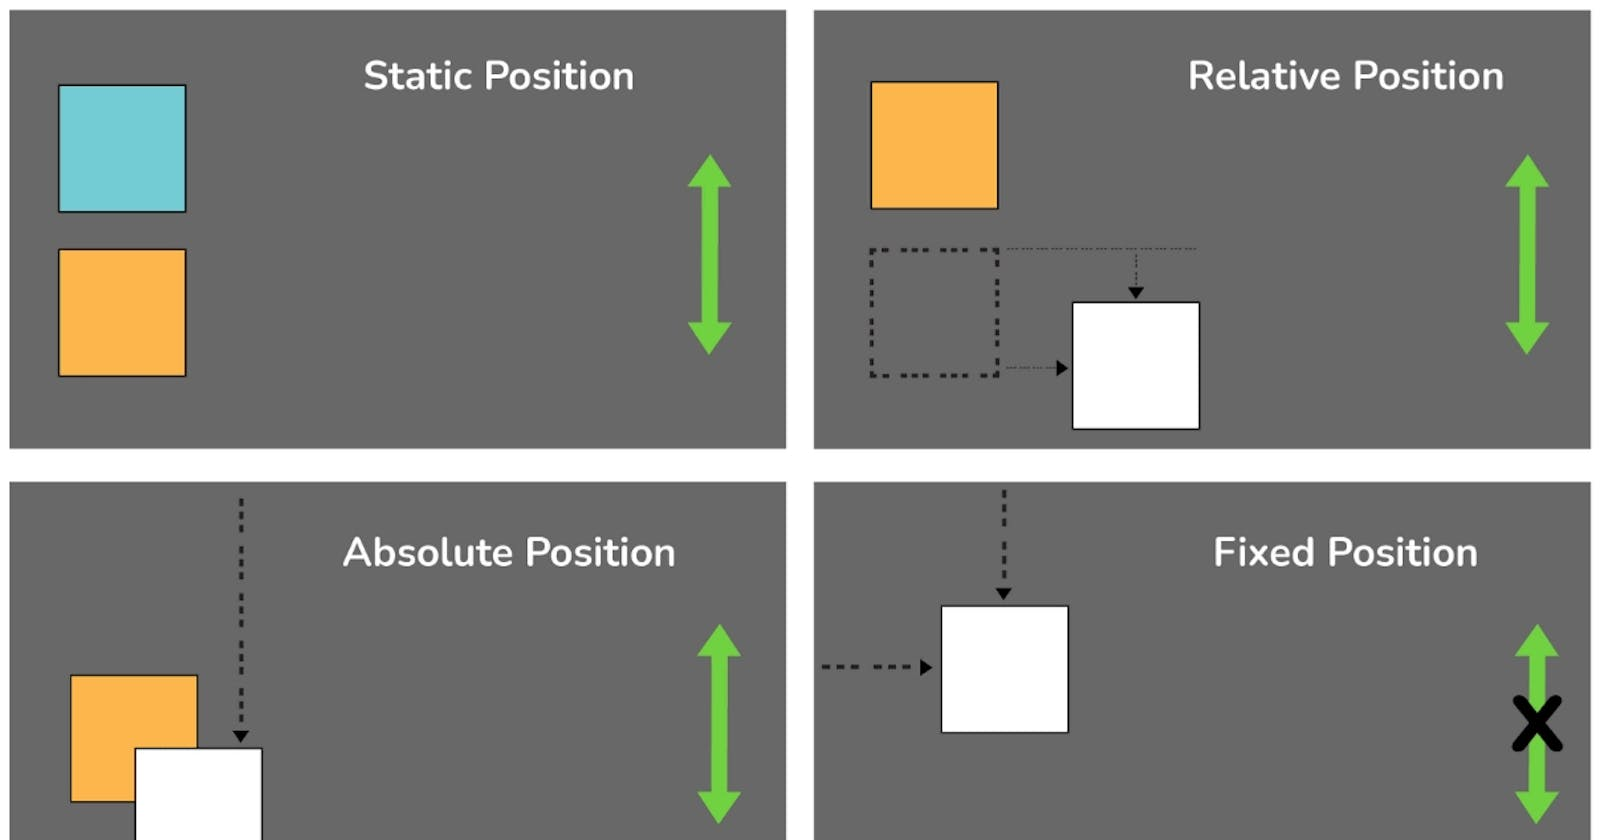 Static Position
Relative Position
Absolute Position
Fixed Position